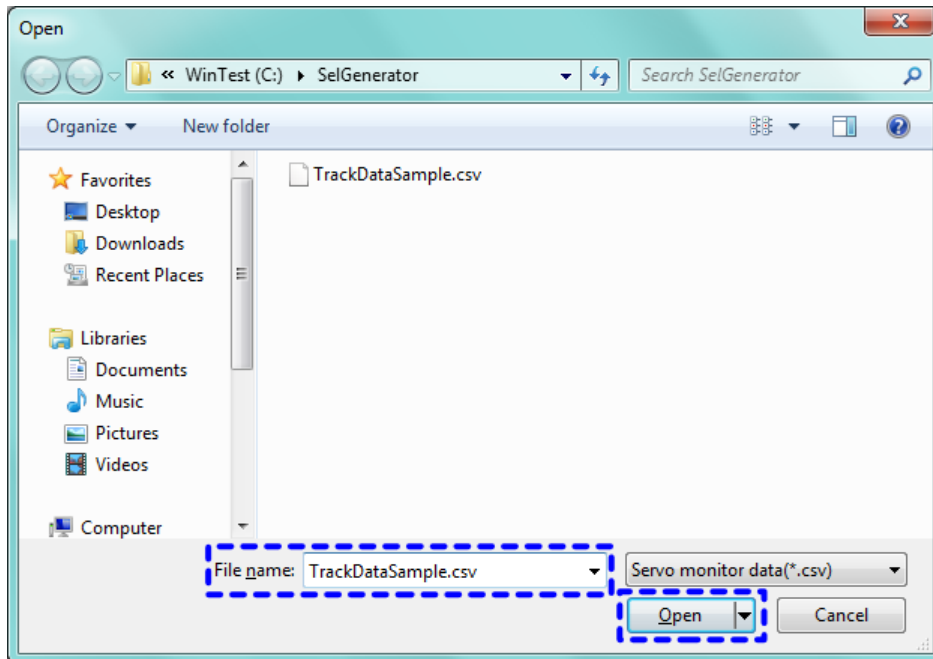 Open
« WinTest (C:) ▸ SelGenerator
Search SelGenerator
Organize
New folder
Favorites
Desktop
Downloads
Recent Places
Libraries
Documents
Music
Pictures
Videos
Computer
TrackDataSample.csv
File name: TrackDataSample.csv
Servo monitor data(*.csv)
Open
Cancel